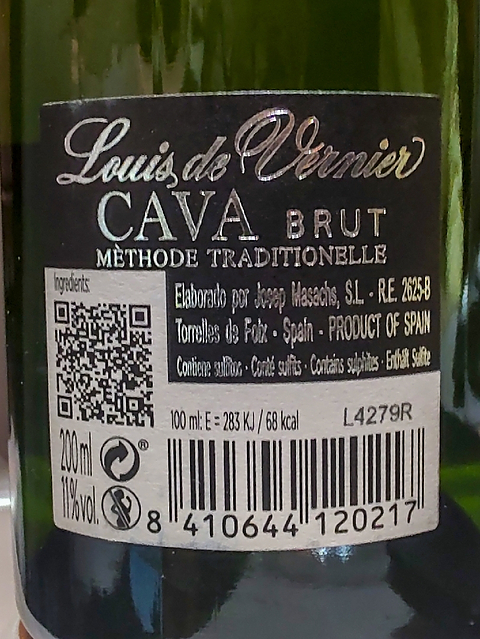 Louis de Vernier
CAVA BRUT
MÈTHODE TRADITIONELLE
Ingredients:
Elaborado por Josep Masachs, S.L. - R.E. 2625-B
Torrelles de Foix - Spain - PRODUCT OF SPAIN
Contiene sulfitos · Conté sulfits · Contains sulphites · Enthält Sulfite
100 ml: E = 283 KJ / 68 kcal
L4279R
200 ml
11% vol.
8 410644 120217